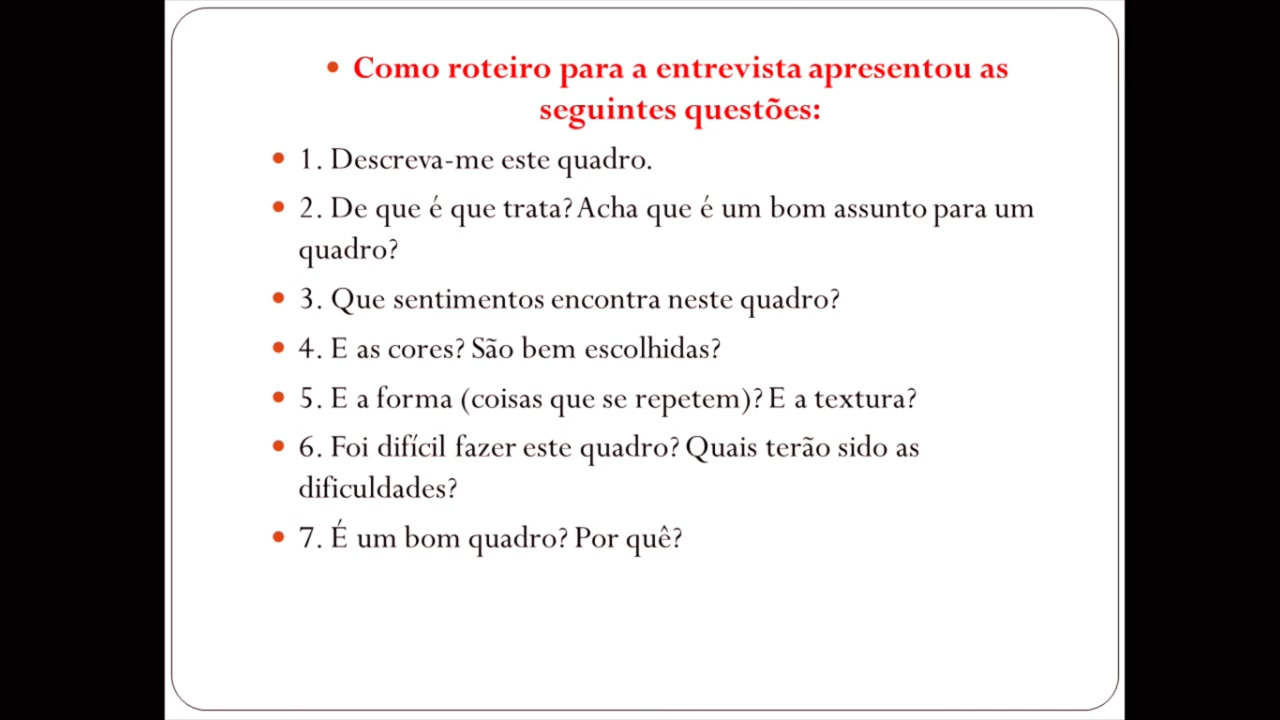 • Como roteiro para a entrevista apresentou as
seguintes questões:
• 1. Descreva-me este quadro.
• 2. De que é que trata? Acha que é um bom assunto para um
quadro?
• 3. Que sentimentos encontra neste quadro?
• 4. E as cores? São bem escolhidas?
• 5. E a forma (coisas que se repetem)? E a textura?
• 6. Foi difícil fazer este quadro? Quais terão sido as
dificuldades?
• 7. É um bom quadro? Por quê?